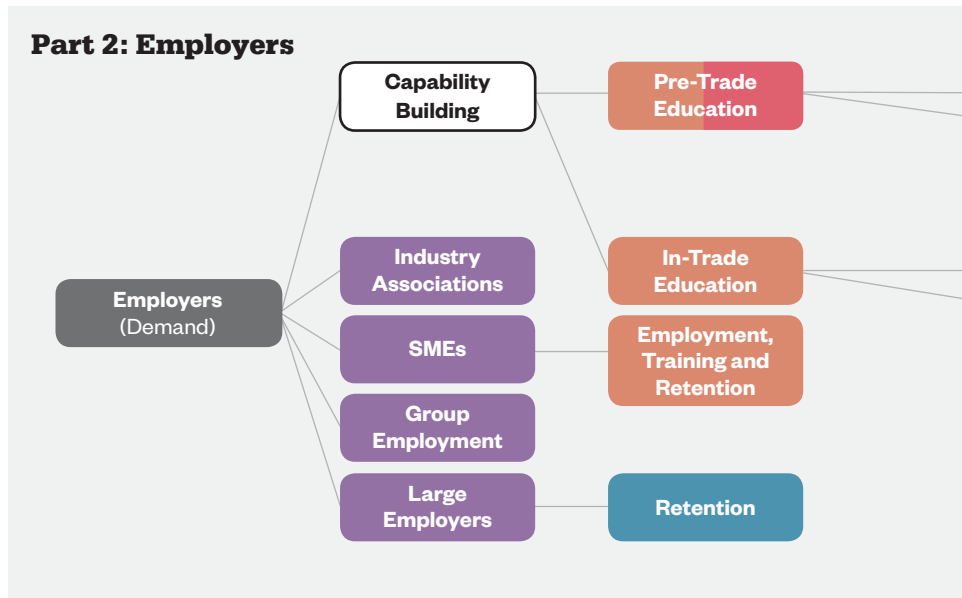 Part 2: Employers
Capability
Building
Pre-Trade
Education
Industry
Associations
In-Trade
Education
Employers
(Demand)
SMEs
Employment,
Training and
Retention
Group
Employment
Large
Employers
Retention